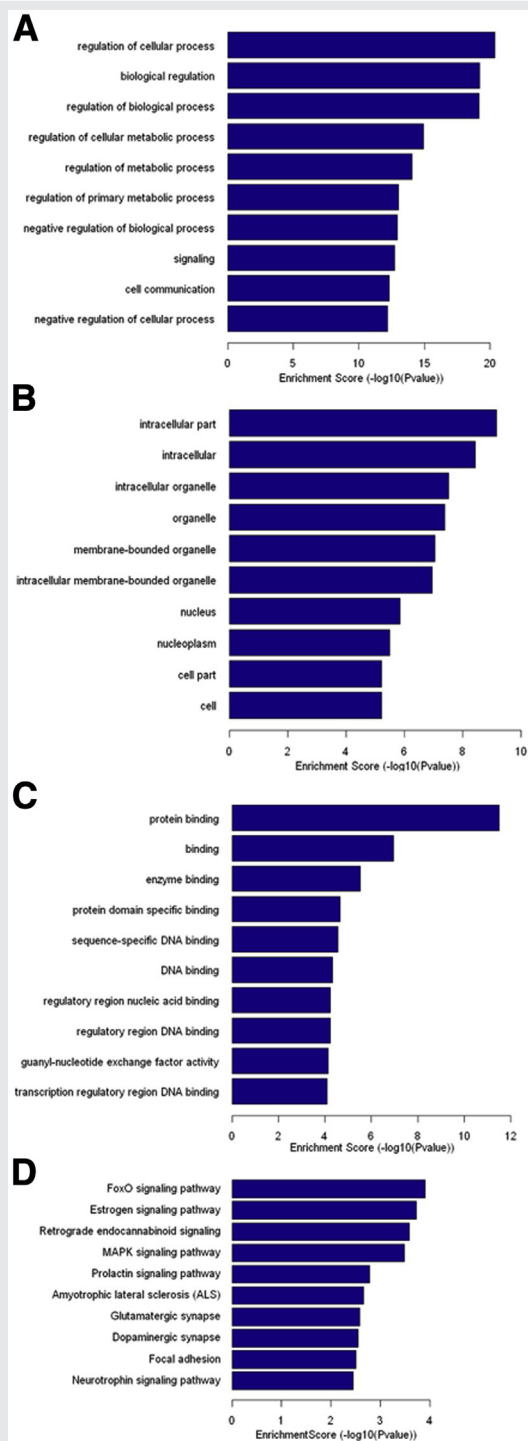 A
regulation of cellular process
biological regulation
regulation of biological process
regulation of cellular metabolic process
regulation of metabolic process
regulation of primary metabolic process
negative regulation of biological process
signaling
cell communication
negative regulation of cellular process
0 5 10 15 20
Enrichment Score (-log10(Pvalue))
B
intracellular part
intracellular
intracellular organelle
organelle
membrane-bounded organelle
intracellular membrane-bounded organelle
nucleus
nucleoplasm
cell part
cell
0 2 4 6 8 10
Enrichment Score (-log10(Pvalue))
C
protein binding
binding
enzyme binding
protein domain specific binding
sequence-specific DNA binding
DNA binding
regulatory region nucleic acid binding
regulatory region DNA binding
guanyl-nucleotide exchange factor activity
transcription regulatory region DNA binding
0 2 4 6 8 10 12
Enrichment Score (-log10(Pvalue))
D
FoxO signaling pathway
Estrogen signaling pathway
Retrograde endocannabinoid signaling
MAPK signaling pathway
Prolactin signaling pathway
Amyotrophic lateral sclerosis (ALS)
Glutamatergic synapse
Dopaminergic synapse
Focal adhesion
Neurotrophin signaling pathway
0 1 2 3 4
EnrichmentScore (-log10(Pvalue))